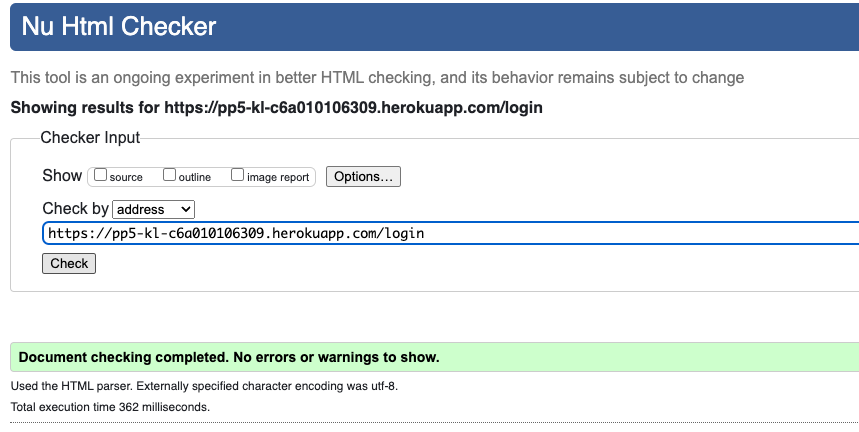 Nu Html Checker
This tool is an ongoing experiment in better HTML checking, and its behavior remains subject to change
Showing results for https://pp5-kl-c6a010106309.herokuapp.com/login
Checker Input
Show source outline image report Options...
Check by address
https://pp5-kl-c6a010106309.herokuapp.com/login
Check
Document checking completed. No errors or warnings to show.
Used the HTML parser. Externally specified character encoding was utf-8.
Total execution time 362 milliseconds.